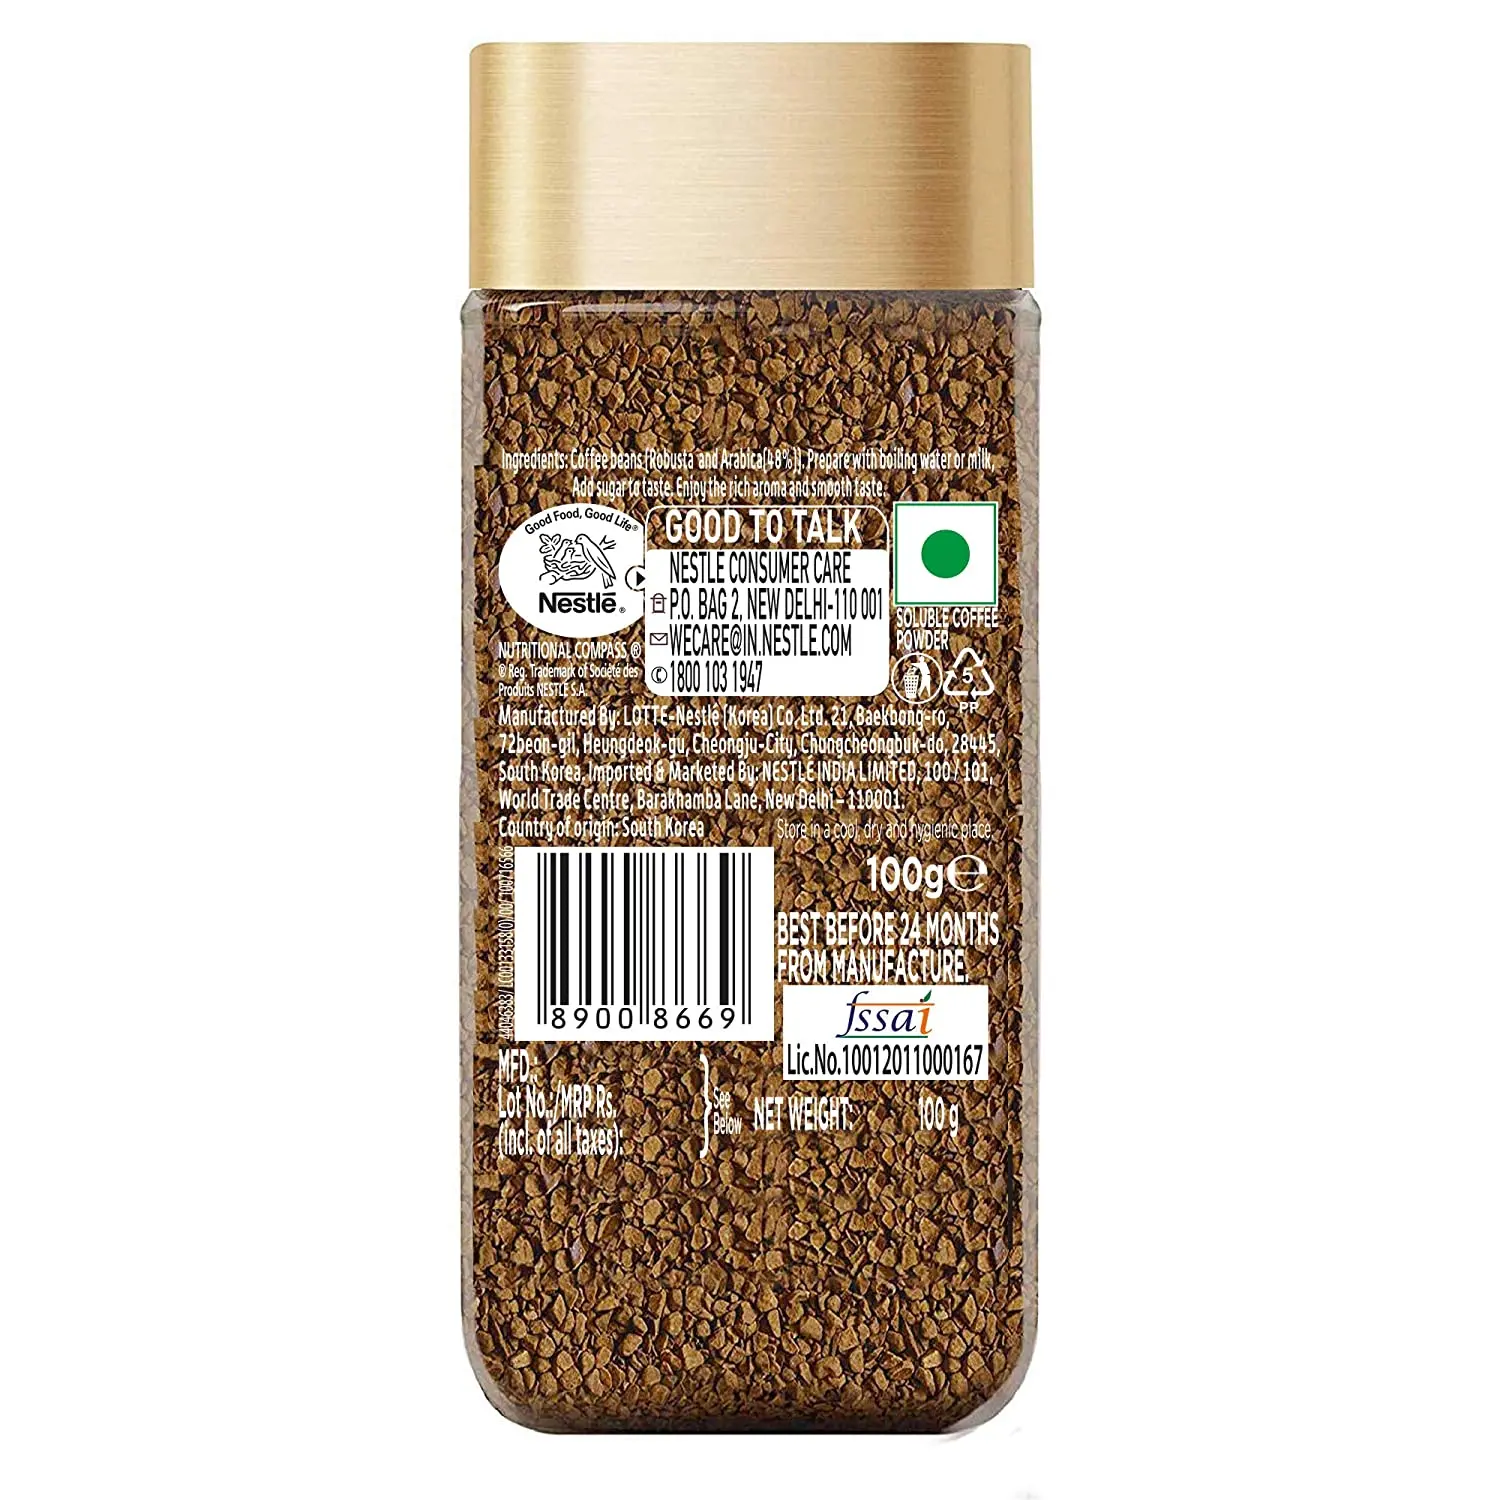 Ingredients: Coffee beans (Robusta and Arabica(48%)). Prepare with boiling water or milk,
Add sugar to taste. Enjoy the rich aroma and smooth taste.
Good Food, Good Life®
Nestlé®
GOOD TO TALK
NESTLE CONSUMER CARE
P.O. BAG 2, NEW DELHI-110 001
WECARE@IN.NESTLE.COM
1800 103 1947
SOLUBLE COFFEE
POWDER
NUTRITIONAL COMPASS ®
® Reg. Trademark of Société des
Produits NESTLÉ S.A.
5
PP
Manufactured By: LOTTE-Nestlé (Korea) Co. Ltd. 21, Baekbong-ro,
72beon-gil, Heungdeok-gu, Cheongju-City, Chungcheongbuk-do, 28445,
South Korea. Imported & Marketed By: NESTLÉ INDIA LIMITED, 100 / 101,
World Trade Centre, Barakhamba Lane, New Delhi – 110001.
Country of origin: South Korea
Store in a cool, dry and hygienic place.
100g℮
BEST BEFORE 24 MONTHS
FROM MANUFACTURE.
8900 8669
fssai
Lic.No.10012011000167
MFD.:
Lot No.:/MRP Rs.
(incl. of all taxes):
See
Below
NET WEIGHT: 100 g